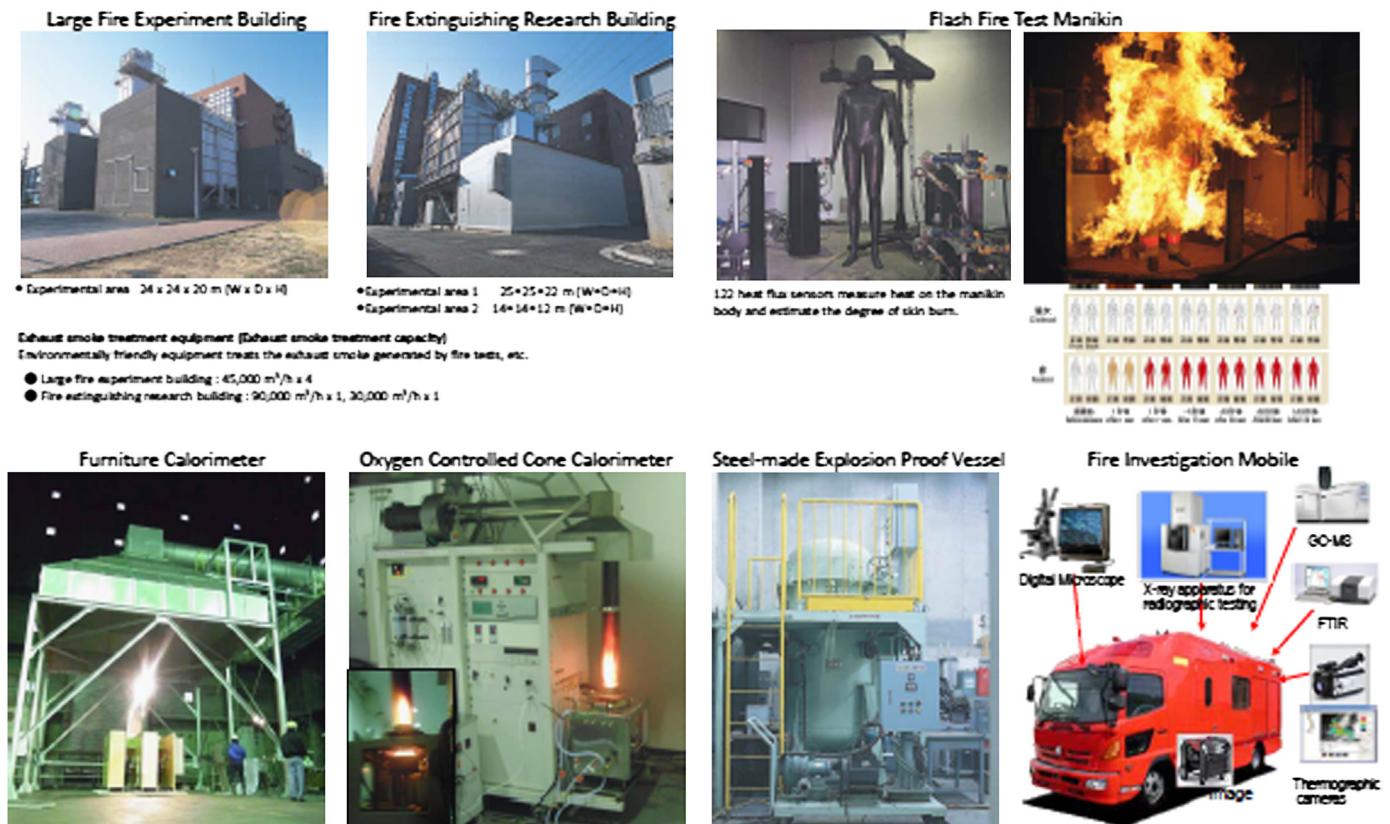 Large Fire Experiment Building
Fire Extinguishing Research Building
Flash Fire Test Manikin
• Experimental area 24 x 24 x 20 m (W x D x H)
•Experimental area 1 25*25*22 m (W*D*H)
•Experimental area 2 14*14*12 m (W*D*H)
122 heat flux sensors measure heat on the manikin
body and estimate the degree of skin burn.
Exhaust smoke treatment equipment (Exhaust smoke treatment capacity)
Environmentally friendly equipment treats the exhaust smoke generated by fire tests, etc.
● Large fire experiment building : 45,000 m³/h x 4
● Fire extinguishing research building : 90,000 m³/h x 1, 30,000 m³/h x 1
Furniture Calorimeter
Oxygen Controlled Cone Calorimeter
Steel-made Explosion Proof Vessel
Fire Investigation Mobile
Digital Microscope
X-ray apparatus for
radiographic testing
GC-MS
FTIR
Thermographic
cameras
Image